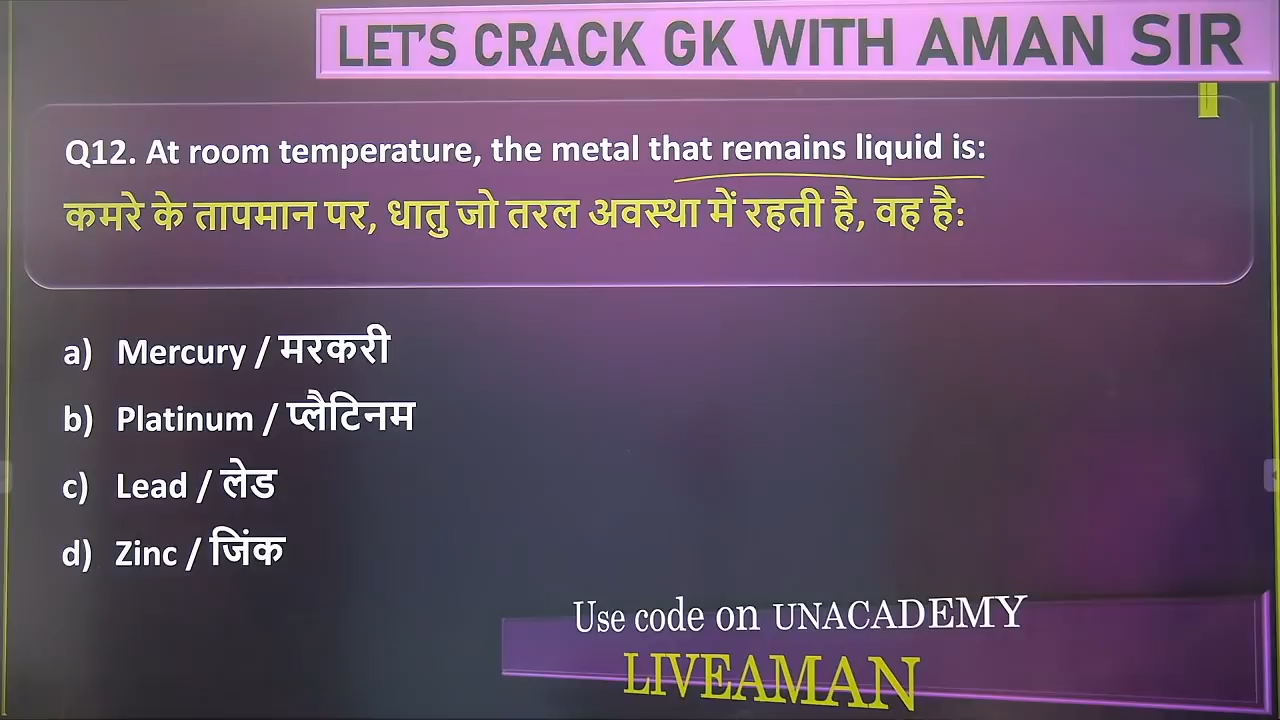 LET'S CRACK GK WITH AMAN SIR
Q12. At room temperature, the metal that remains liquid is:
कमरे के तापमान पर, धातु जो तरल अवस्था में रहती है, वह है:
a) Mercury / मरकरी
b) Platinum / प्लैटिनम
c) Lead / लेड
d) Zinc / जिंक
Use code on UNACADEMY
LIVEAMAN